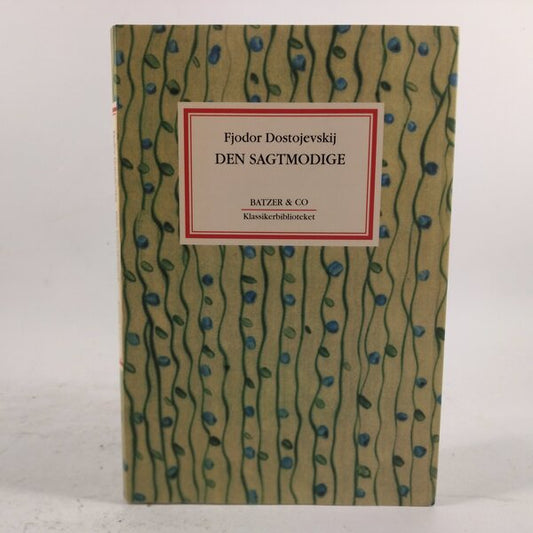 Fjodor Dostojevskij
DEN SAGTMODIGE
BATZER & CO
Klassikerbiblioteket